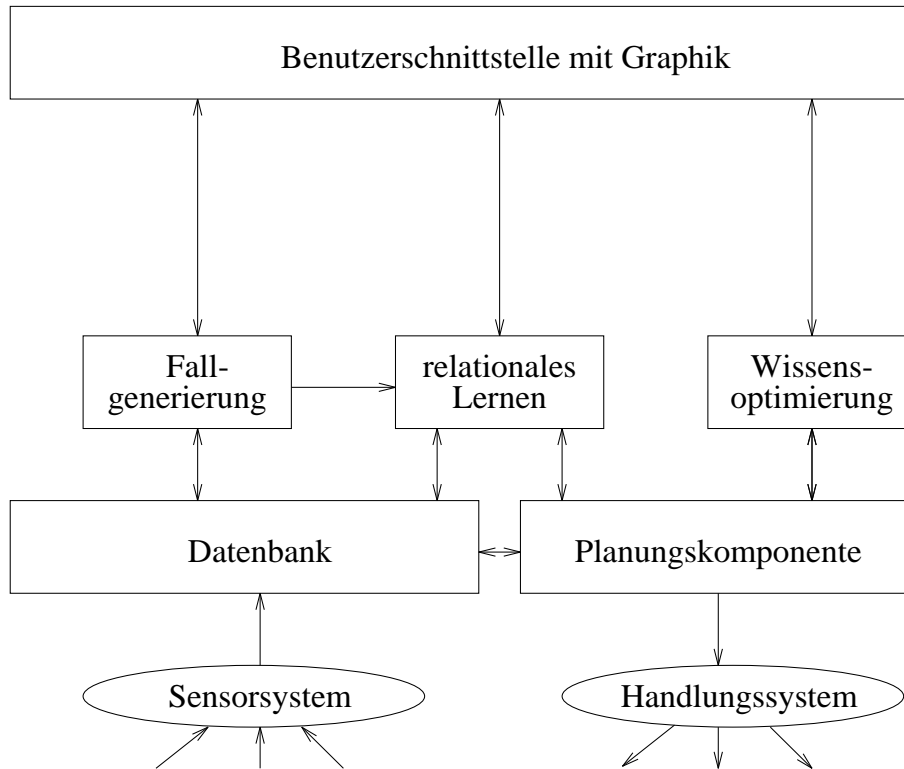 Benutzerschnittstelle mit Graphik
Fall-
generierung
relationales
Lernen
Wissens-
optimierung
Datenbank
Planungskomponente
Sensorsystem
Handlungssystem